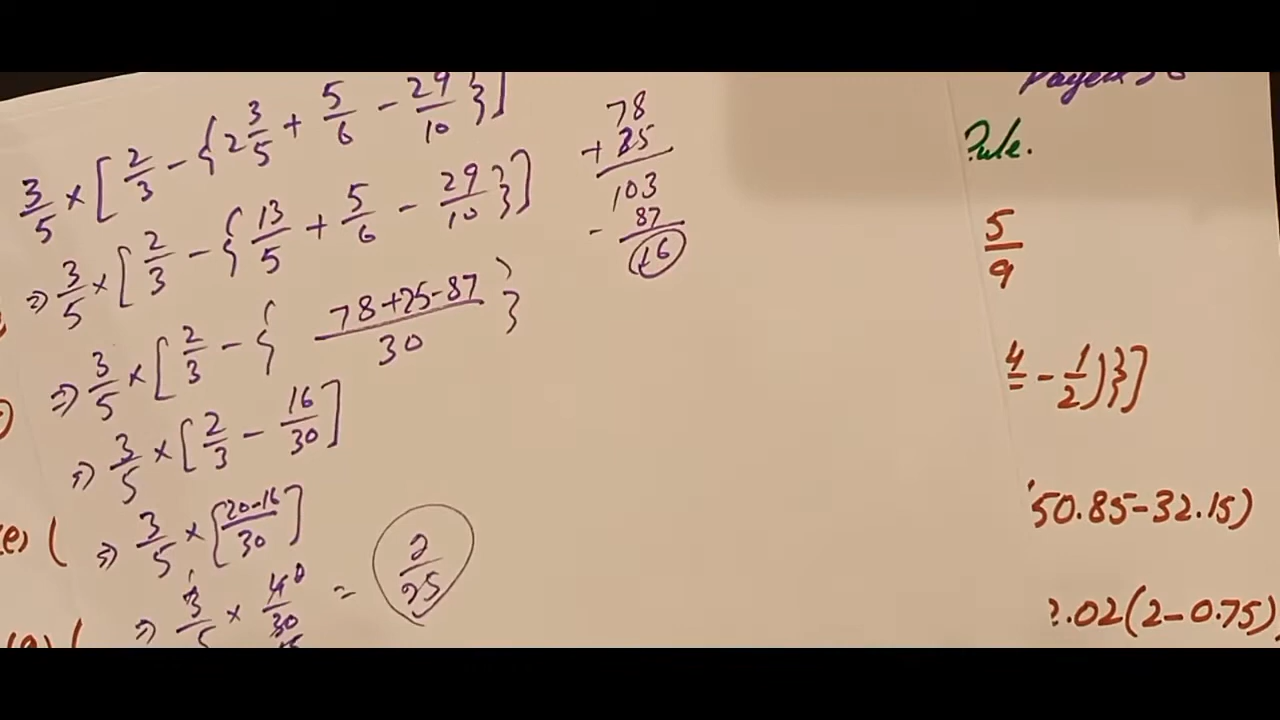 3/5 × [2/3 - {2 3/5 + 5/6 - 29/10}]
⇒ 3/5 × [2/3 - {13/5 + 5/6 - 29/10}]
⇒ 3/5 × [2/3 - { 78+25-87/30 }
⇒ 3/5 × [2/3 - 16/30]
⇒ 3/5 × [20-16/30]
⇒ 3/5 × 4/30 = 2/25
78
+ 25
103
- 87
16
(e) (
(g) (
Rule.
5/9
4 - 1/2)}]
50.85-32.15)
.02(2-0.75)